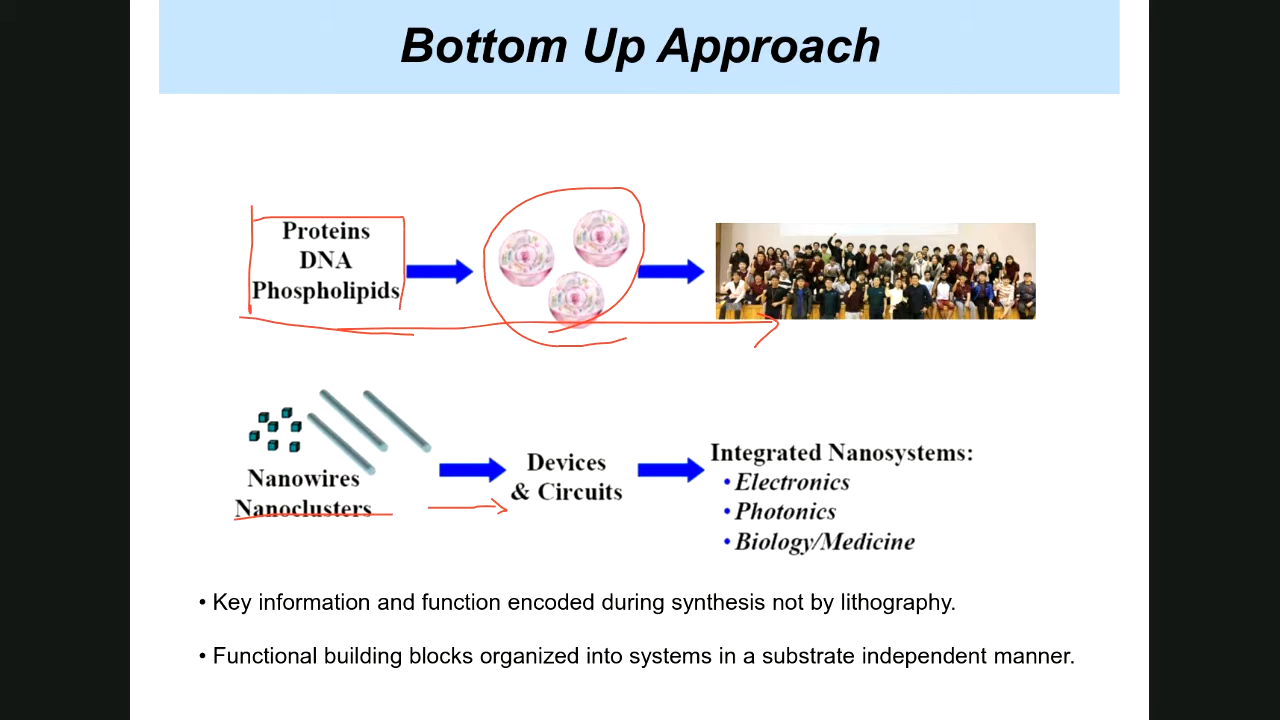 Bottom Up Approach
Proteins
DNA
Phospholipids
Nanowires
Nanoclusters
Devices
& Circuits
Integrated Nanosystems:
• Electronics
• Photonics
• Biology/Medicine
• Key information and function encoded during synthesis not by lithography.
• Functional building blocks organized into systems in a substrate independent manner.